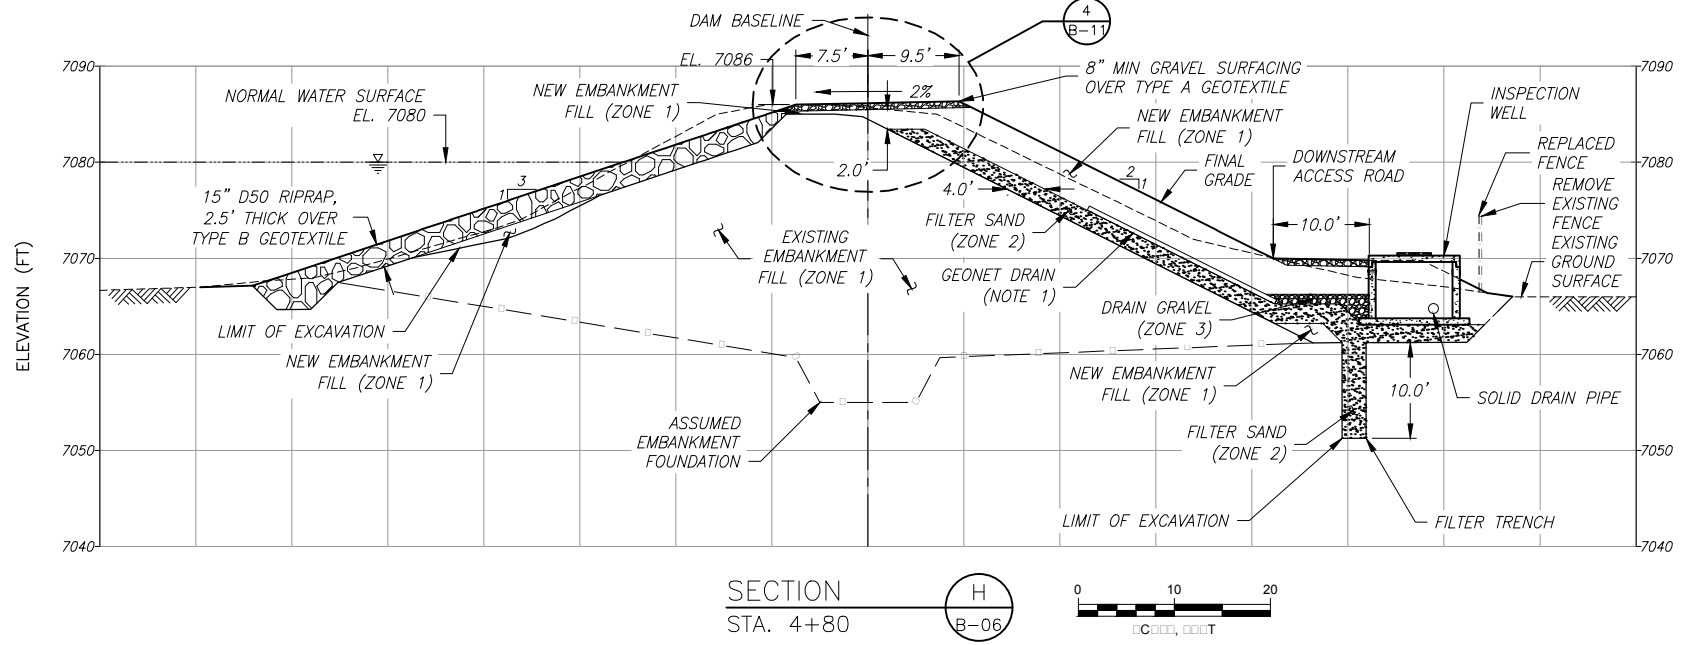 4
B-11
DAM BASELINE
7.5'
9.5'
EL. 7086
7090
7090
8" MIN GRAVEL SURFACING
OVER TYPE A GEOTEXTILE
NEW EMBANKMENT
FILL (ZONE 1)
2%
NORMAL WATER SURFACE
EL. 7080
INSPECTION
WELL
NEW EMBANKMENT
FILL (ZONE 1)
REPLACED
FENCE
7080
7080
2.0'
FINAL
GRADE
DOWNSTREAM
ACCESS ROAD
2
1
3
1
4.0'
REMOVE
EXISTING
FENCE
15" D50 RIPRAP,
2.5' THICK OVER
TYPE B GEOTEXTILE
FILTER SAND
(ZONE 2)
10.0'
EXISTING
EMBANKMENT
FILL (ZONE 1)
EXISTING
GROUND
SURFACE
ELEVATION (FT)
7070
7070
GEONET DRAIN
(NOTE 1)
DRAIN GRAVEL
(ZONE 3)
LIMIT OF EXCAVATION
7060
7060
NEW EMBANKMENT
FILL (ZONE 1)
NEW EMBANKMENT
FILL (ZONE 1)
10.0'
SOLID DRAIN PIPE
ASSUMED
EMBANKMENT
FOUNDATION
FILTER SAND
(ZONE 2)
7050
7050
LIMIT OF EXCAVATION
FILTER TRENCH
7040
7040
SECTION
STA. 4+80
H
B-06
0
10
20